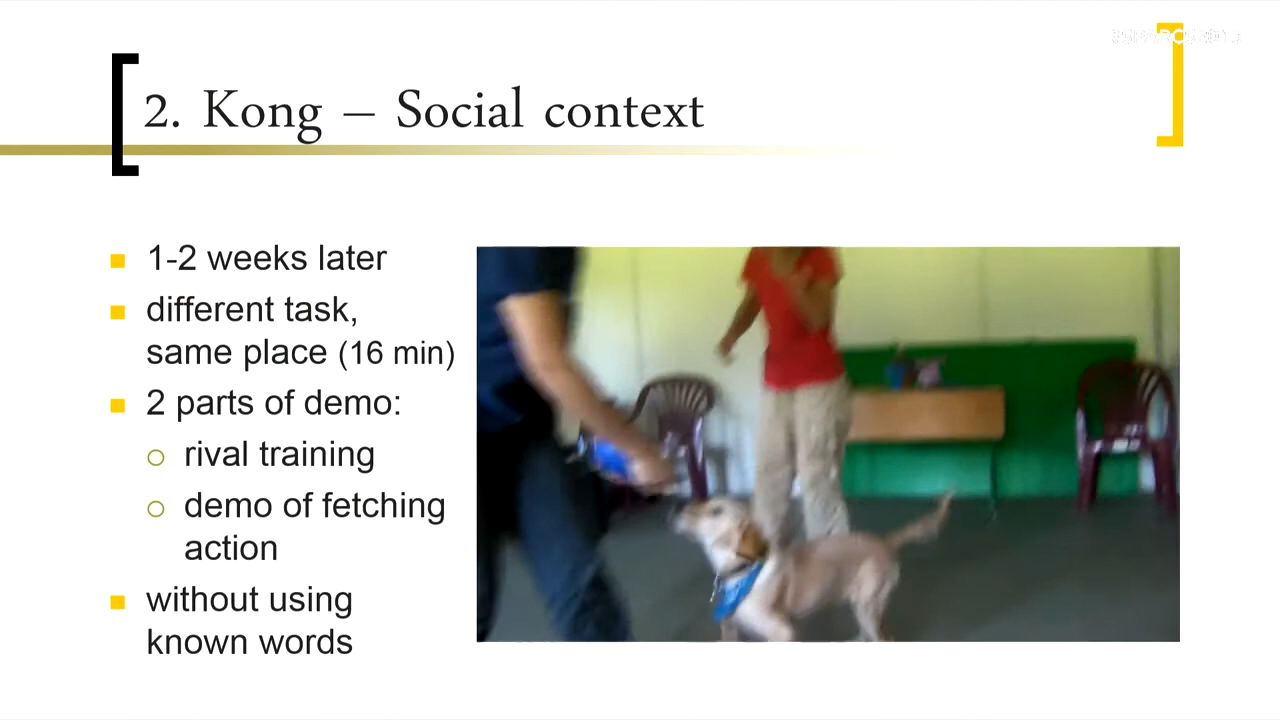 2. Kong – Social context
1-2 weeks later
different task,
same place (16 min)
2 parts of demo:
rival training
demo of fetching
action
without using
known words